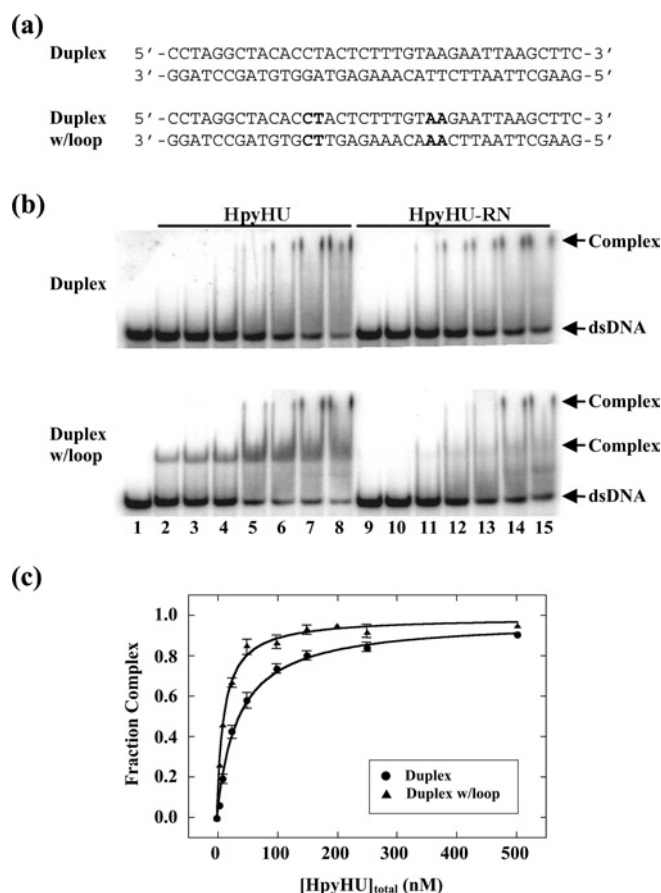 (a)
Duplex 5′-CCTAGGCTACACCTACTCTTTGTAAGAATTAAGCTTC-3′
3′-GGATCCGATGTGGATGAGAAACATTCTTAATTCGAAG-5′
Duplex 5′-CCTAGGCTACACCTACTCTTTGTAAGAATTAAGCTTC-3′
w/loop 3′-GGATCCGATGTGCTTGAGAAACAAACTTAATTCGAAG-5′
(b)
HpyHU HpyHU-RN
Complex
Duplex
dsDNA
Complex
Duplex
w/loop
Complex
dsDNA
1 2 3 4 5 6 7 8 9 10 11 12 13 14 15
(c)
1.0
0.8
0.6
0.4
0.2
0.0
Fraction Complex
Duplex
Duplex w/loop
0 100 200 300 400 500
[HpyHU]total (nM)